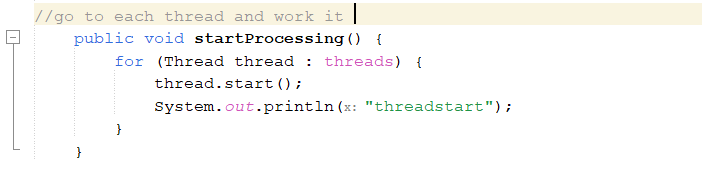 //go to each thread and work it
public void startProcessing() {
for (Thread thread : threads) {
thread.start();
System.out.println(x: "threadstart");
}
}